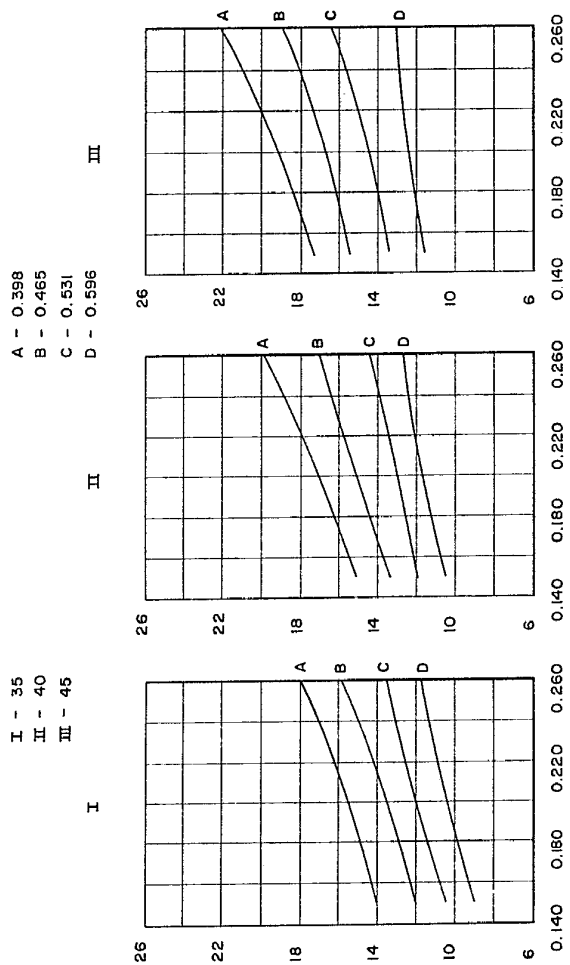 I - 35
II - 40
III - 45
A - 0.398
B - 0.465
C - 0.531
D - 0.596
I
26
22
18
14
10
6
A
B
C
D
0.140 0.180 0.220 0.260
II
26
22
18
14
10
6
A
B
C
D
0.140 0.180 0.220 0.260
III
26
22
18
14
10
6
A
B
C
D
0.140 0.180 0.220 0.260